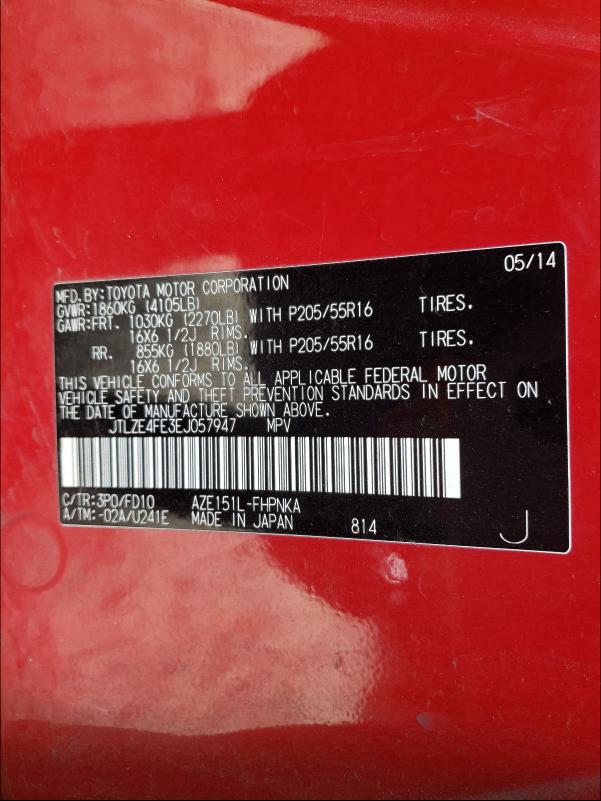 05/14
MFD. BY: TOYOTA MOTOR CORPORATION
GVWR: 1860KG (4105LB)
GAWR: FRT. 1030KG (2270LB) WITH P205/55R16 TIRES.
16X6 1/2J RIMS.
RR. 855KG (1880LB) WITH P205/55R16 TIRES.
16X6 1/2J RIMS.
THIS VEHICLE CONFORMS TO ALL APPLICABLE FEDERAL MOTOR
VEHICLE SAFETY AND THEFT PREVENTION STANDARDS IN EFFECT ON
THE DATE OF MANUFACTURE SHOWN ABOVE.
JTLZE4FE3EJ057947 MPV
C/TR: 3P0/FD10 AZE151L-FHPNKA
A/TM: -02A/U241E MADE IN JAPAN 814
J